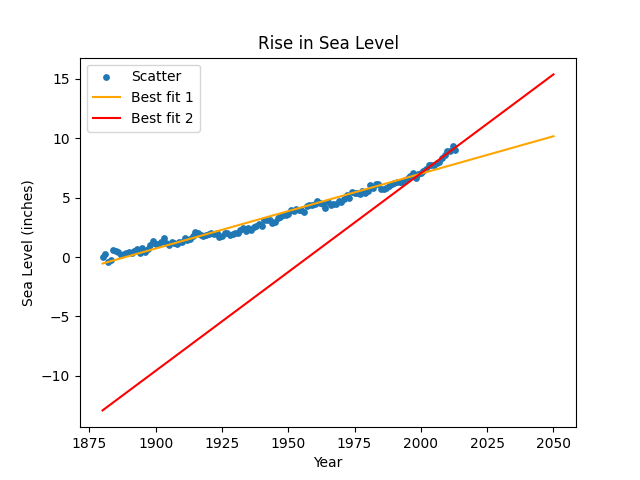 Rise in Sea Level
Scatter
Best fit 1
Best fit 2
15
10
5
0
−5
−10
Sea Level (inches)
1875
1900
1925
1950
1975
2000
2025
2050
Year